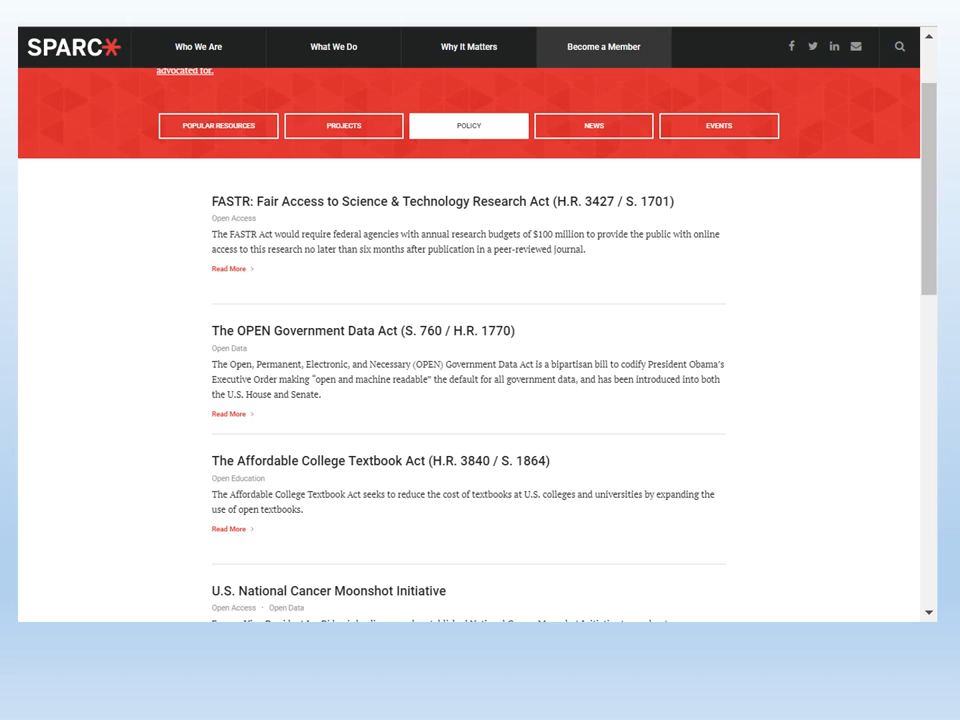 SPARC
Who We Are
What We Do
Why It Matters
Become a Member
advocated for.
POPULAR RESOURCES
PROJECTS
POLICY
NEWS
EVENTS
FASTR: Fair Access to Science & Technology Research Act (H.R. 3427 / S. 1701)
Open Access
The FASTR Act would require federal agencies with annual research budgets of $100 million to provide the public with online
access to this research no later than six months after publication in a peer-reviewed journal.
Read More
The OPEN Government Data Act (S. 760 / H.R. 1770)
Open Data
The Open, Permanent, Electronic, and Necessary (OPEN) Government Data Act is a bipartisan bill to codify President Obama's
Executive Order making "open and machine readable" the default for all government data, and has been introduced into both
the U.S. House and Senate.
Read More
The Affordable College Textbook Act (H.R. 3840 / S. 1864)
Open Education
The Affordable College Textbook Act seeks to reduce the cost of textbooks at U.S. colleges and universities by expanding the
use of open textbooks.
Read More
U.S. National Cancer Moonshot Initiative
Open Access · Open Data